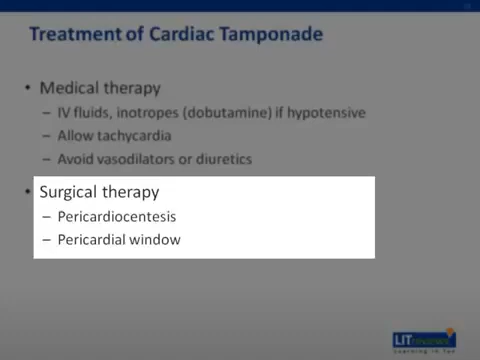 Treatment of Cardiac Tamponade
• Medical therapy
– IV fluids, inotropes (dobutamine) if hypotensive
– Allow tachycardia
– Avoid vasodilators or diuretics
• Surgical therapy
– Pericardiocentesis
– Pericardial window
LIT